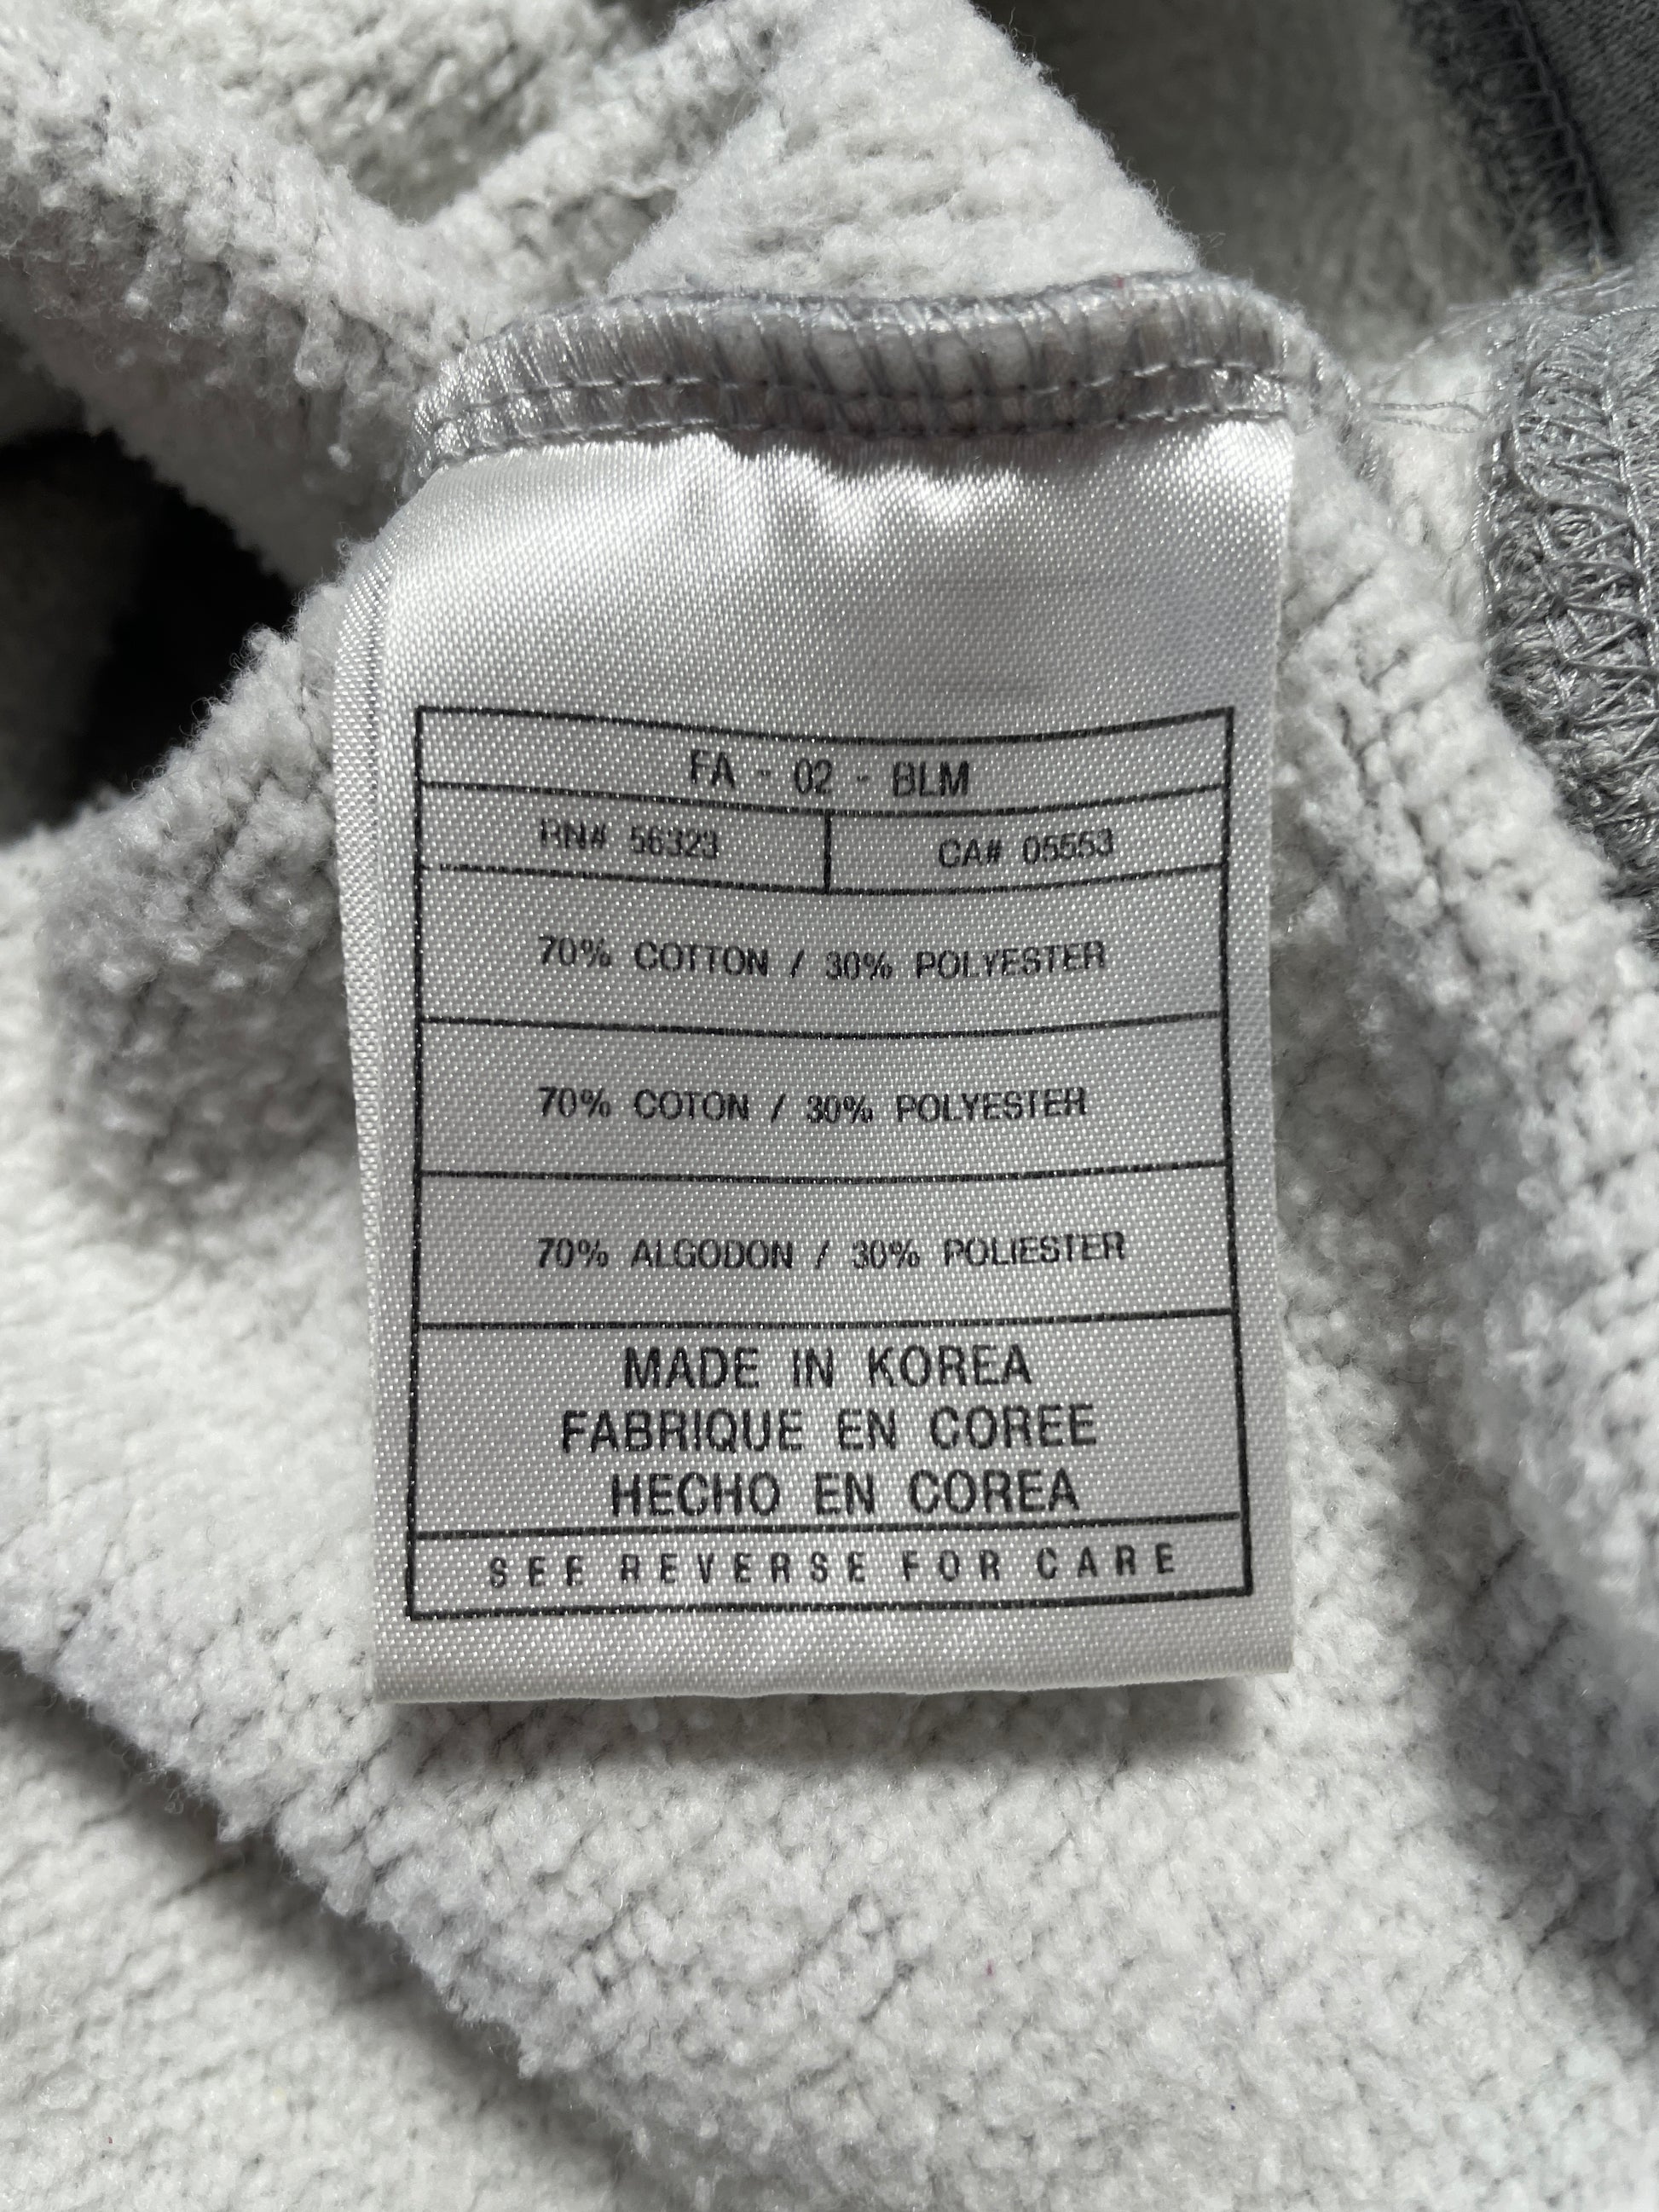 FA - 02 - BLM
RN# 56323 CA# 05553
70% COTTON / 30% POLYESTER
70% COTON / 30% POLYESTER
70% ALGODON / 30% POLIESTER
MADE IN KOREA
FABRIQUE EN COREE
HECHO EN COREA
SEE REVERSE FOR CARE